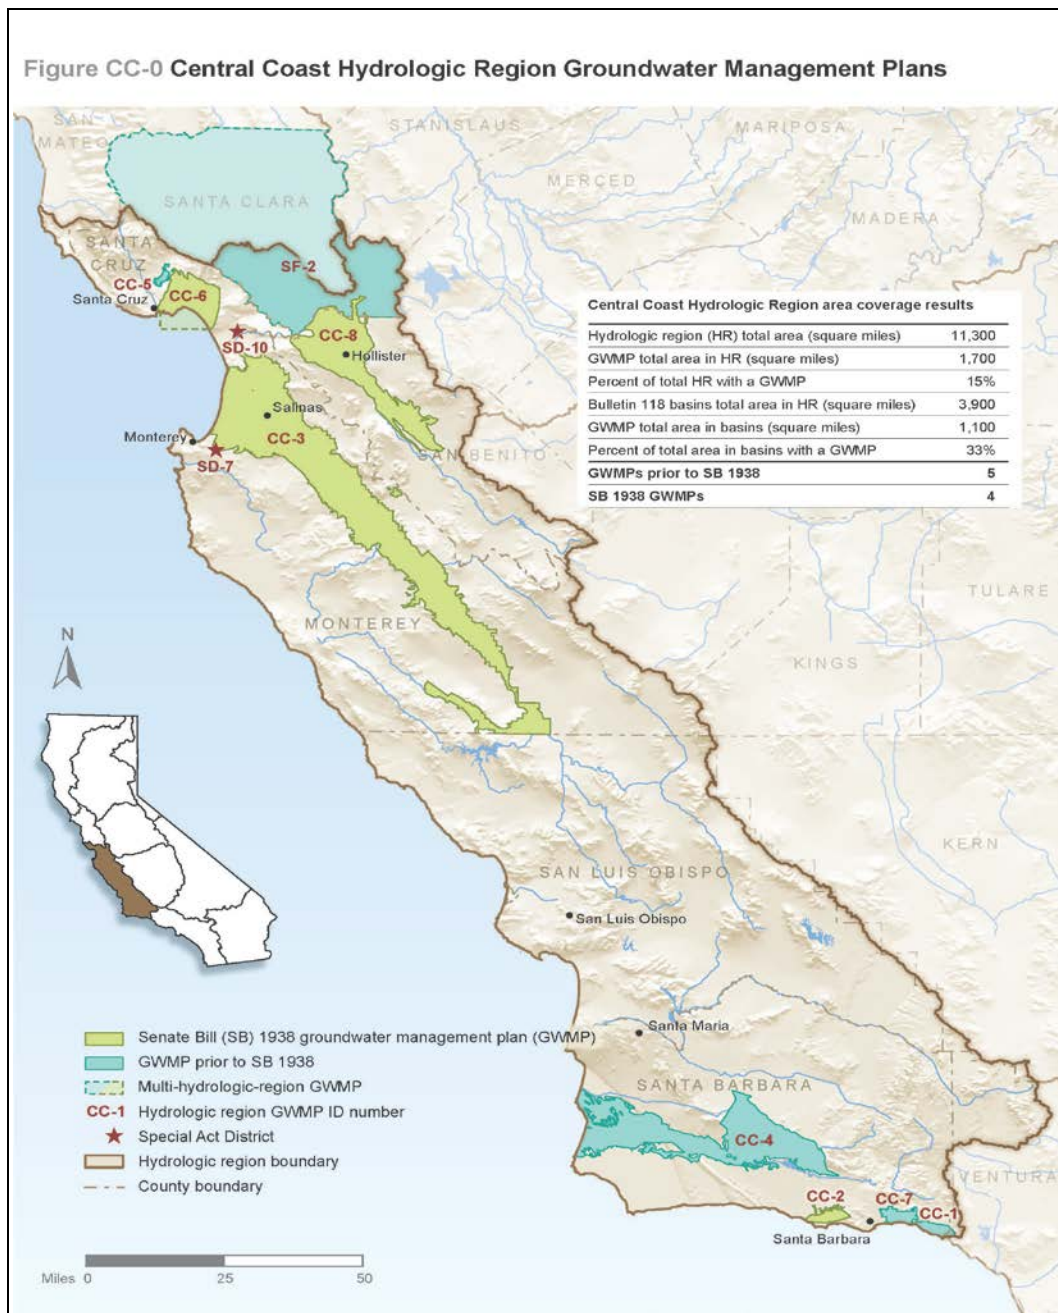 Figure CC-0 Central Coast Hydrologic Region Groundwater Management Plans
SAN
MATEO
STANISLAUS
MARIPOSA
MERCED
SANTA CLARA
MADERA
SANTA
CRUZ
SF-2
CC-5
CC-6
Santa Cruz
SD-10
CC-8
Hollister
Salinas
Monterey
CC-3
SD-7
SAN BENITO
Central Coast Hydrologic Region area coverage results
Hydrologic region (HR) total area (square miles) 11,300
GWMP total area in HR (square miles) 1,700
Percent of total HR with a GWMP 15%
Bulletin 118 basins total area in HR (square miles) 3,900
GWMP total area in basins (square miles) 1,100
Percent of total area in basins with a GWMP 33%
GWMPs prior to SB 1938 5
SB 1938 GWMPs 4
TULARE
MONTEREY
KINGS
N
KERN
SAN LUIS OBISPO
San Luis Obispo
Santa Maria
SANTA BARBARA
CC-4
VENTURA
CC-2
CC-7
CC-1
Santa Barbara
Senate Bill (SB) 1938 groundwater management plan (GWMP)
GWMP prior to SB 1938
Multi-hydrologic-region GWMP
CC-1 Hydrologic region GWMP ID number
Special Act District
Hydrologic region boundary
County boundary
Miles 0 25 50